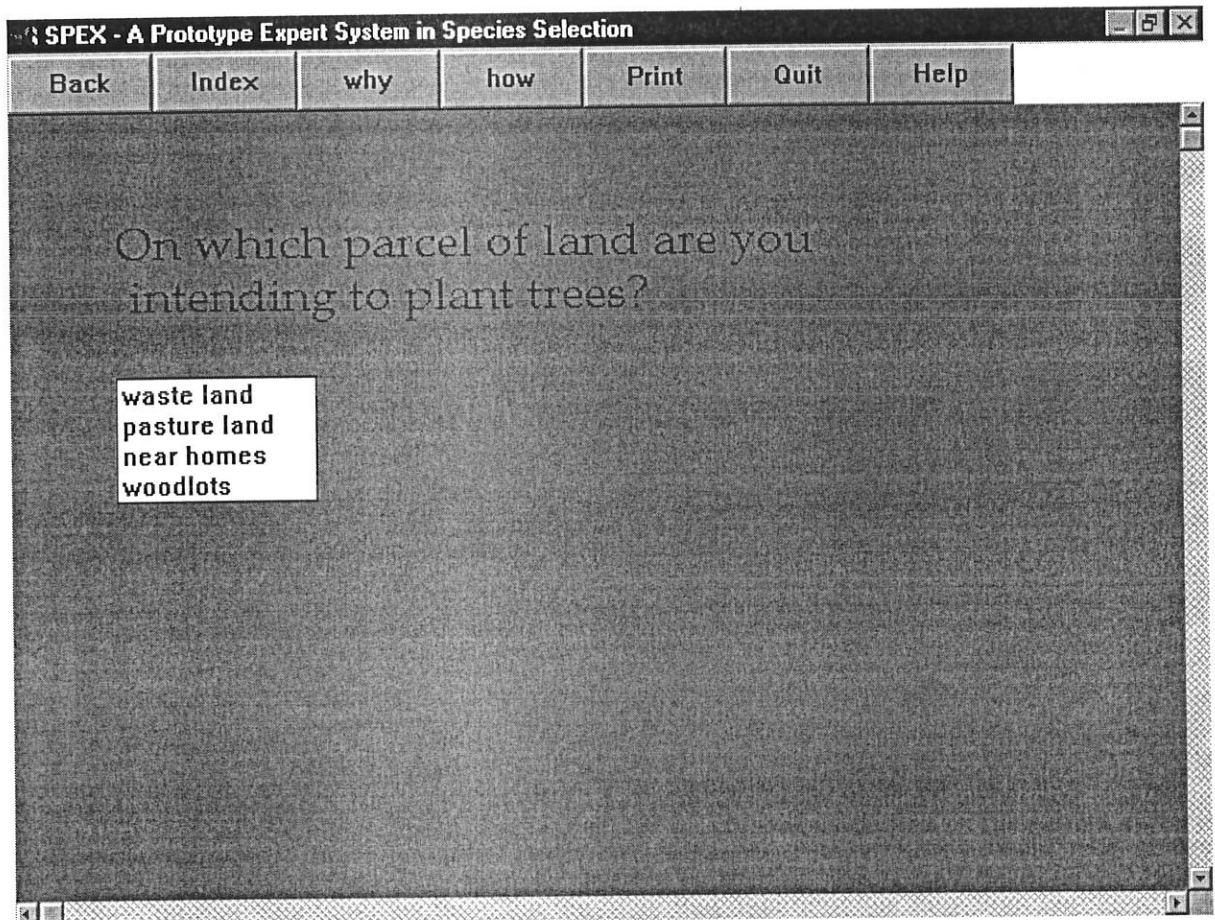 SPEX - A Prototype Expert System in Species Selection
Back Index why how Print Quit Help
On which parcel of land are you
intending to plant trees?
waste land
pasture land
near homes
woodlots